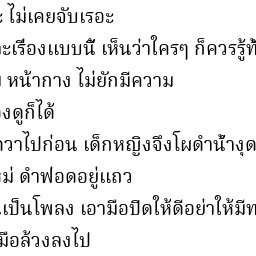 ะ ไม่เคยจับเรอะ
ะเรื่องแบบนี้ เห็นว่าใครๆ ก็ควรรู้ทั้
หน้ากาก ไม่ยักมีความ
งดูก็ได้
าวาไปก่อน เด็กหญิงจึงโผดำน้ำงุด
ม่ ดำฟอดอยู่แถว
เป็นโพลง เอามือปิดให้ดีอย่าให้มีท
มือล้วงลงไป